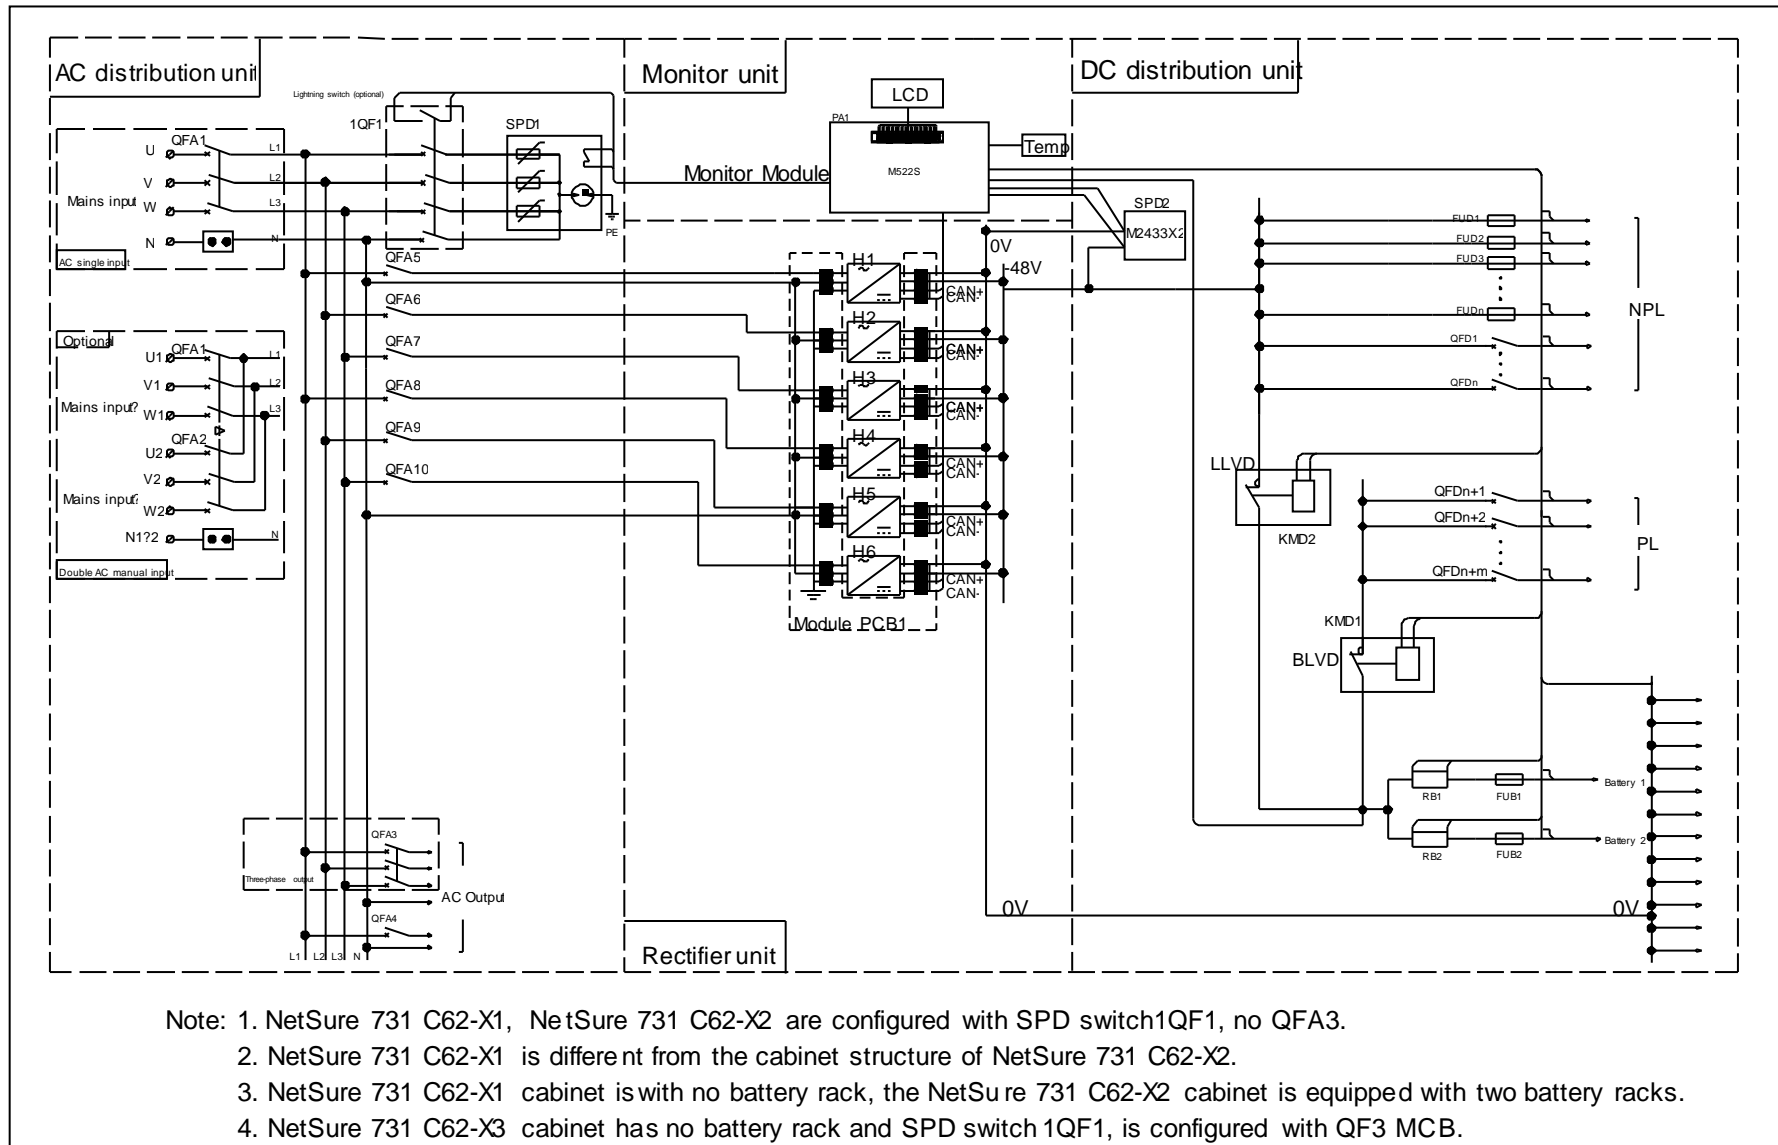 AC distribution unit
Monitor unit
DC distribution unit
Lightning switch (optional)
1QF1
SPD1
LCD
PA1
M522S
Temp
Monitor Module
SPD2
M2433X2
QFA1
U
L1
V
L2
Mains input
W
L3
N
N
AC single input
PE
0V
-48V
QFA5
QFA6
QFA7
QFA8
QFA9
QFA10
H1
CAN+
CAN-
H2
CAN+
CAN-
H3
CAN+
CAN-
H4
CAN+
CAN-
H5
CAN+
CAN-
H6
CAN+
CAN-
Module PCB1
Optional
U1
QFA1
L1
V1
L2
Mains input?
W1
L3
QFA2
U2
V2
Mains input?
W2
N1?2
N
Double AC manual input
FUD1
FUD2
FUD3
FUDn
NPL
QFD1
QFDn
LLVD
KMD2
QFDn+1
QFDn+2
PL
QFDn+m
KMD1
BLVD
RB1
FUB1
Battery 1
RB2
FUB2
Battery 2
QFA3
Three-phase output
AC Output
QFA4
L1 L2 L3 N
0V
0V
Rectifier unit
Note: 1. NetSure 731 C62-X1, NetSure 731 C62-X2 are configured with SPD switch1QF1, no QFA3.
2. NetSure 731 C62-X1 is different from the cabinet structure of NetSure 731 C62-X2.
3. NetSure 731 C62-X1 cabinet is with no battery rack, the NetSure 731 C62-X2 cabinet is equipped with two battery racks.
4. NetSure 731 C62-X3 cabinet has no battery rack and SPD switch 1QF1, is configured with QF3 MCB.